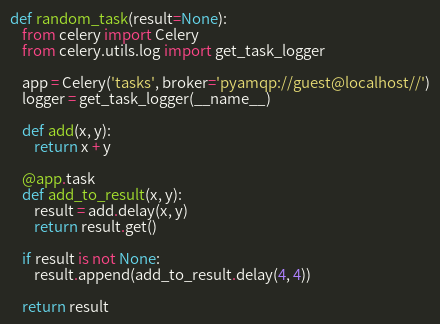 def random_task(result=None):
from celery import Celery
from celery.utils.log import get_task_logger
app = Celery('tasks', broker='pyamqp://guest@localhost//')
logger = get_task_logger(__name__)
def add(x, y):
return x + y
@app.task
def add_to_result(x, y):
result = add.delay(x, y)
return result.get()
if result is not None:
result.append(add_to_result.delay(4, 4))
return result